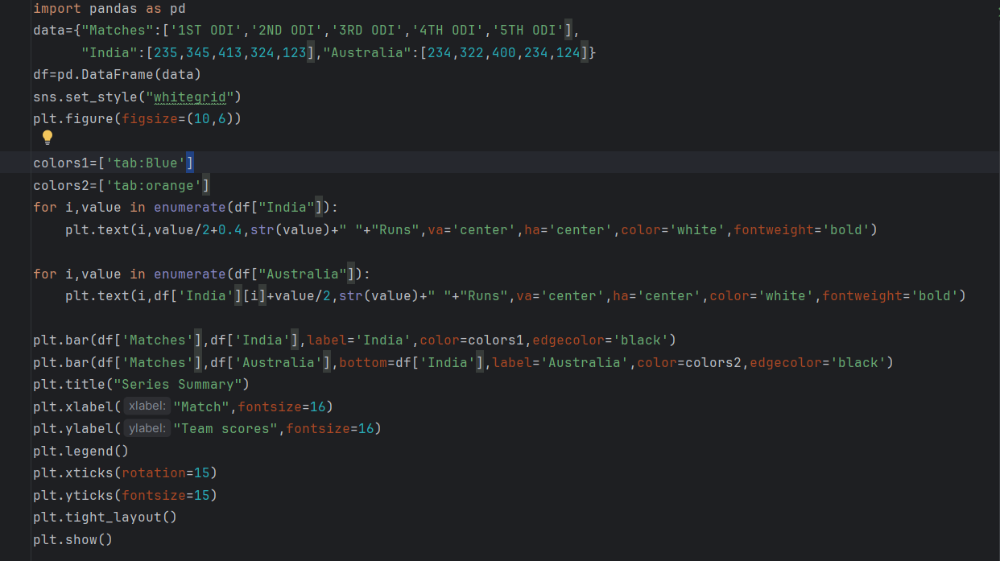 import pandas as pd
data={"Matches":['1ST ODI','2ND ODI','3RD ODI','4TH ODI','5TH ODI'],
      "India":[235,345,413,324,123],"Australia":[234,322,400,234,124]}
df=pd.DataFrame(data)
sns.set_style("whitegrid")
plt.figure(figsize=(10,6))
colors1=['tab:Blue']
colors2=['tab:orange']
for i,value in enumerate(df["India"]):
    plt.text(i,value/2+0.4,str(value)+" "+"Runs",va='center',ha='center',color='white',fontweight='bold')
for i,value in enumerate(df["Australia"]):
    plt.text(i,df['India'][i]+value/2,str(value)+" "+"Runs",va='center',ha='center',color='white',fontweight='bold')
plt.bar(df['Matches'],df['India'],label='India',color=colors1,edgecolor='black')
plt.bar(df['Matches'],df['Australia'],bottom=df['India'],label='Australia',color=colors2,edgecolor='black')
plt.title("Series Summary")
plt.xlabel( xlabel: "Match",fontsize=16)
plt.ylabel( ylabel: "Team scores",fontsize=16)
plt.legend()
plt.xticks(rotation=15)
plt.yticks(fontsize=15)
plt.tight_layout()
plt.show()